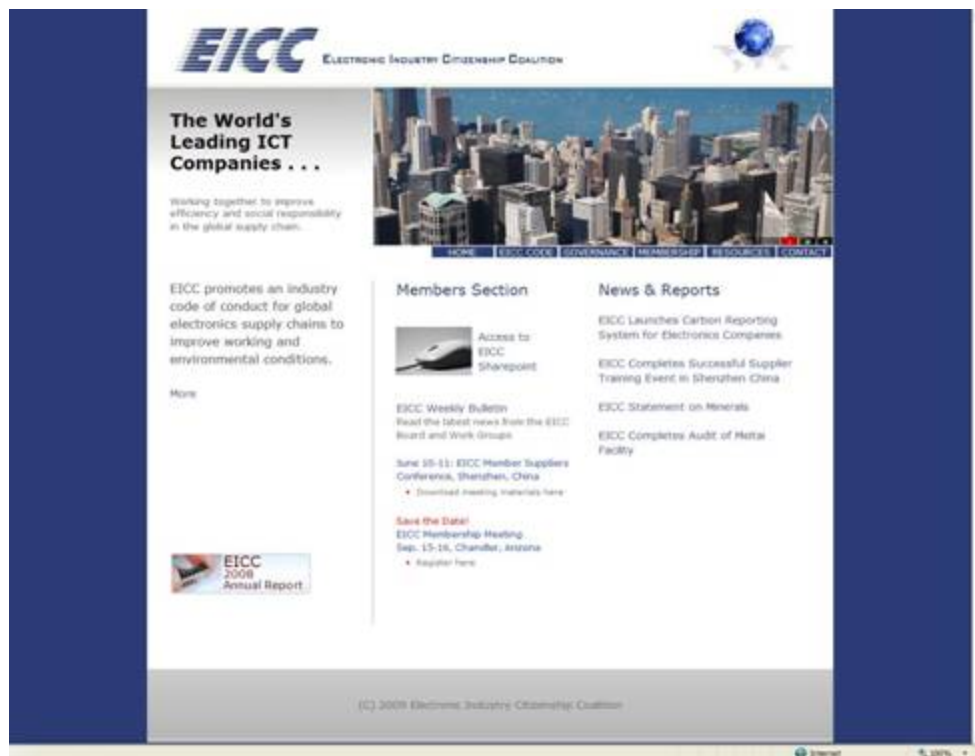 EICC ELECTRONIC INDUSTRY CITIZENSHIP COALITION
The World's
Leading ICT
Companies . . .
Working together to improve
efficiency and social responsibility
in the global supply chain.
HOME EICC CODE GOVERNANCE MEMBERSHIP RESOURCES CONTACT
EICC promotes an industry
code of conduct for global
electronics supply chains to
improve working and
environmental conditions.
More
EICC
2008
Annual Report
Members Section
Access to
EICC
Sharepoint
EICC Weekly Bulletin
Read the latest news from the EICC
Board and Work Groups
June 10-11: EICC Member Suppliers
Conference, Shenzhen, China
Download meeting materials here
Save the Date!
EICC Membership Meeting
Sep. 15-16, Chandler, Arizona
Register here
News & Reports
EICC Launches Carbon Reporting
System for Electronics Companies
EICC Completes Successful Supplier
Training Event in Shenzhen China
EICC Statement on Minerals
EICC Completes Audit of Meitai
Facility
(C) 2009 Electronic Industry Citizenship Coalition
Internet
100%